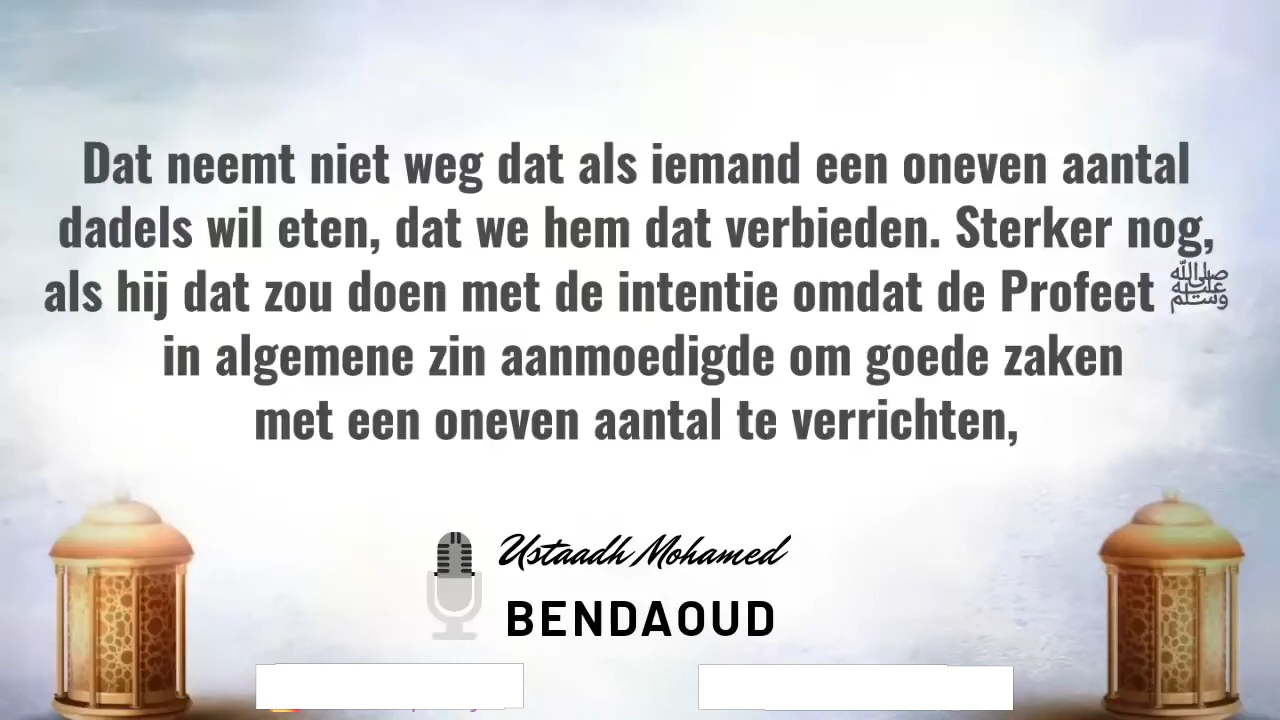 Dat neemt niet weg dat als iemand een oneven aantal
dadels wil eten, dat we hem dat verbieden. Sterker nog,
als hij dat zou doen met de intentie omdat de Profeet ﷺ
in algemene zin aanmoedigde om goede zaken
met een oneven aantal te verrichten,
Ustaadh Mohamed
BENDAOUD